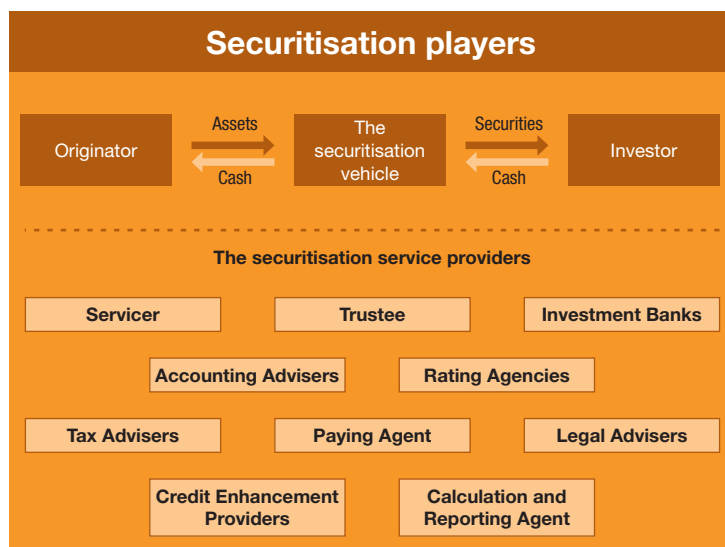 Securitisation players
Originator
Assets
Cash
The
securitisation
vehicle
Securities
Cash
Investor
The securitisation service providers
Servicer
Trustee
Investment Banks
Accounting Advisers
Rating Agencies
Tax Advisers
Paying Agent
Legal Advisers
Credit Enhancement
Providers
Calculation and
Reporting Agent